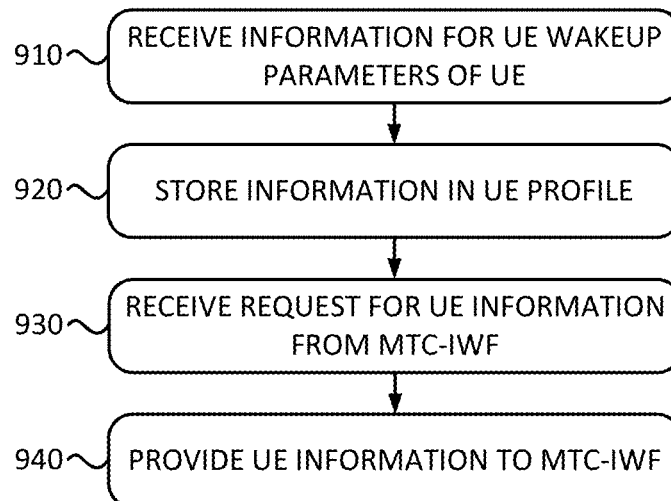 910
RECEIVE INFORMATION FOR UE WAKEUP
PARAMETERS OF UE
920
STORE INFORMATION IN UE PROFILE
930
RECEIVE REQUEST FOR UE INFORMATION
FROM MTC-IWF
940
PROVIDE UE INFORMATION TO MTC-IWF